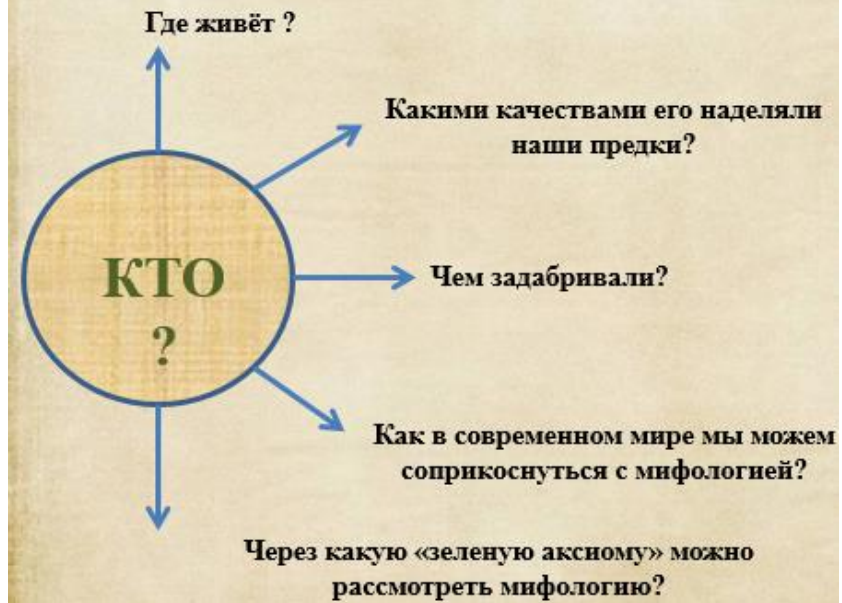 Где живёт ?
Какими качествами его наделяли
наши предки?
КТО
?
Чем задабривали?
Как в современном мире мы можем
соприкоснуться с мифологией?
Через какую «зеленую аксиому» можно
рассмотреть мифологию?